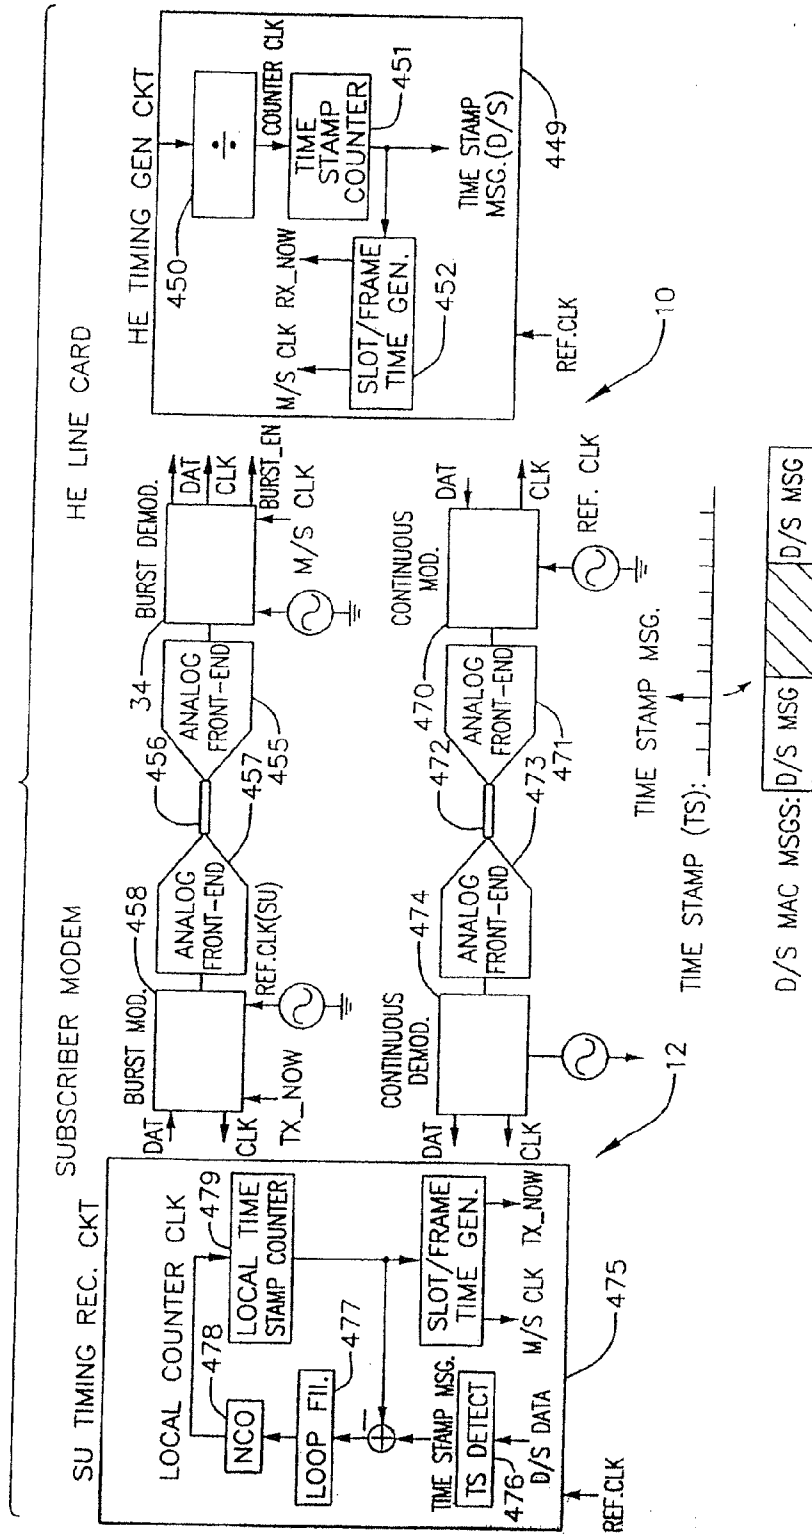 SUBSCRIBER MODEM
HE LINE CARD
SU TIMING REC. CKT
LOCAL COUNTER CLK
478
479
NCO
LOCAL TIME
STAMP COUNTER
LOOP FIl.
477
−
TIME STAMP MSG.
TS DETECT
476
D/S DATA
SLOT/FRAME
TIME GEN.
M/S CLK
TX_NOW
REF.CLK
475
12
BURST MOD.
458
DAT
CLK
TX_NOW
REF.CLK(SU)
ANALOG
FRONT-END
457
456
ANALOG
FRONT-END
455
34
BURST DEMOD.
DAT
CLK
BURST_EN
M/S CLK
CONTINUOUS
DEMOD.
474
DAT
CLK
ANALOG
FRONT-END
473
472
ANALOG
FRONT-END
471
470
CONTINUOUS
MOD.
DAT
CLK
REF. CLK
HE TIMING GEN CKT
450
÷
COUNTER CLK
TIME
STAMP
COUNTER
451
M/S CLK
RX_NOW
SLOT/FRAME
TIME GEN.
452
TIME STAMP
MSG.(D/S)
449
REF.CLK
10
TIME STAMP MSG.
TIME STAMP (TS):
D/S MAC MSGS:
D/S MSG
D/S MSG